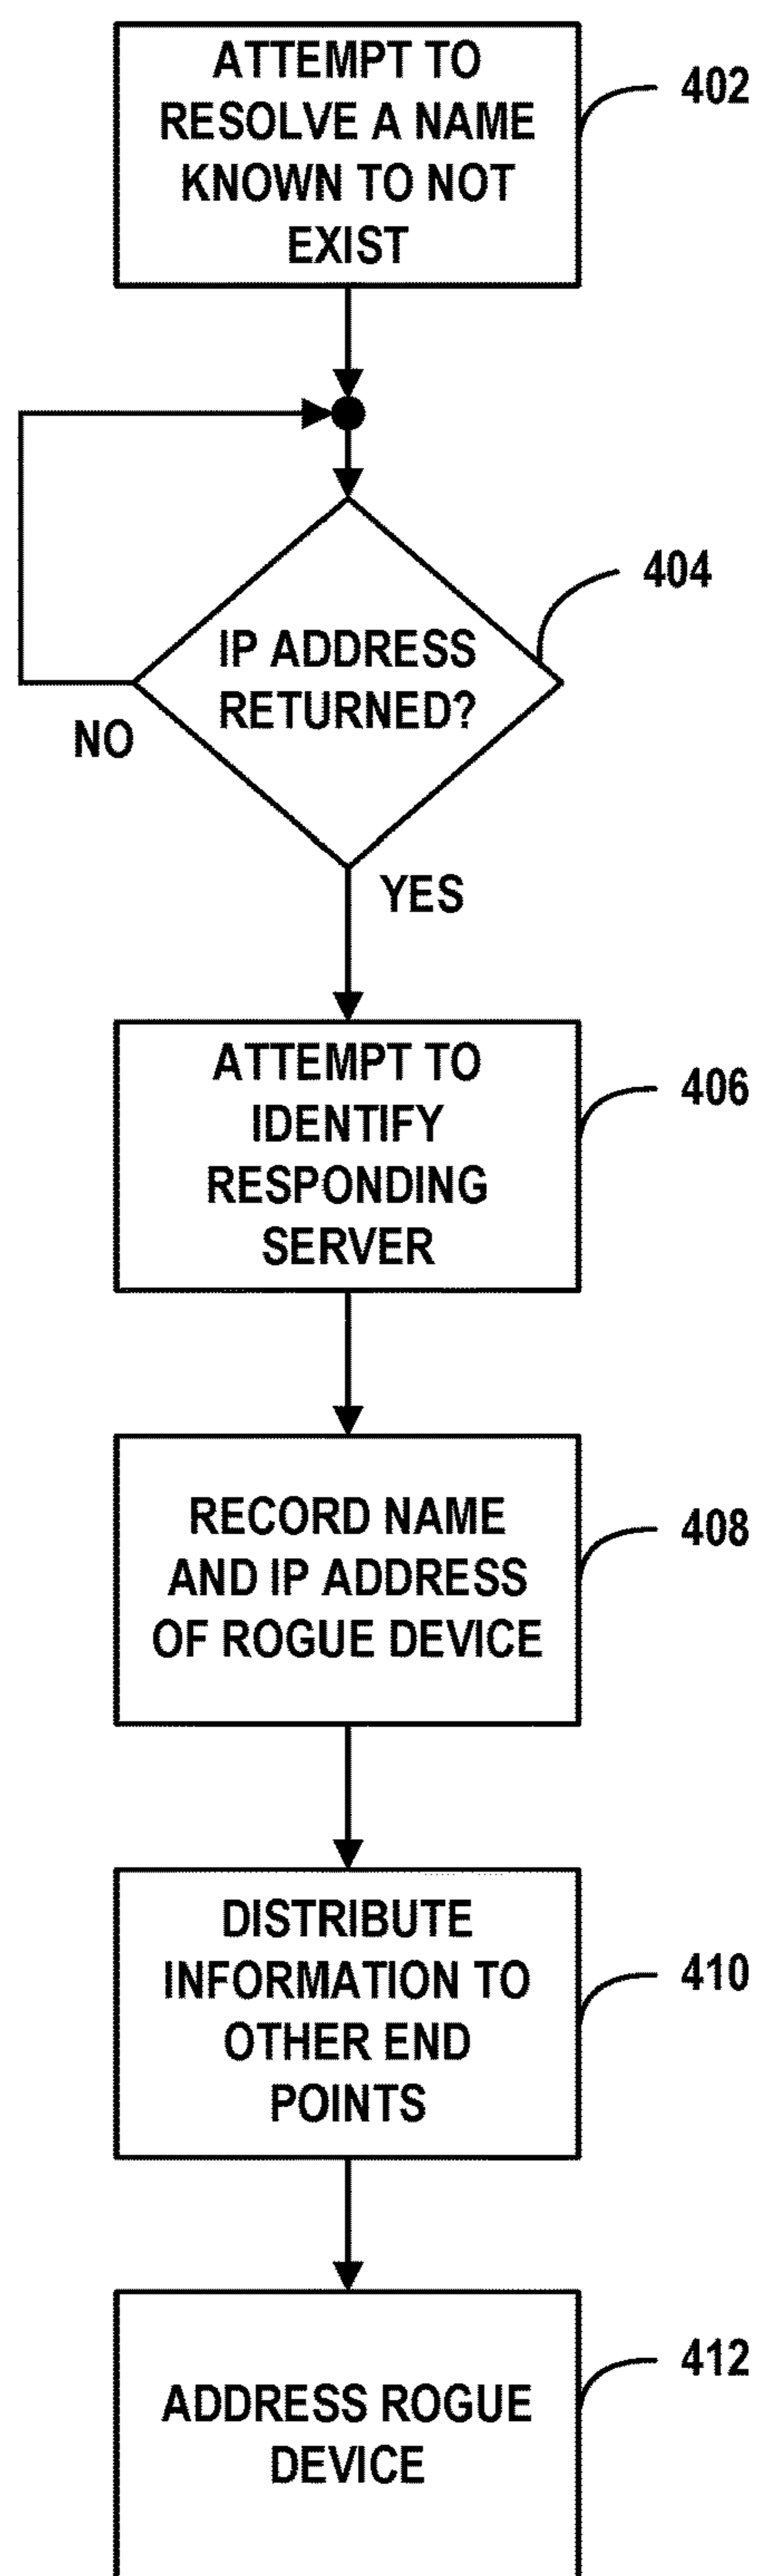 ATTEMPT TO
RESOLVE A NAME
KNOWN TO NOT
EXIST
402
IP ADDRESS
RETURNED?
404
NO
YES
ATTEMPT TO
IDENTIFY
RESPONDING
SERVER
406
RECORD NAME
AND IP ADDRESS
OF ROGUE DEVICE
408
DISTRIBUTE
INFORMATION TO
OTHER END
POINTS
410
ADDRESS ROGUE
DEVICE
412